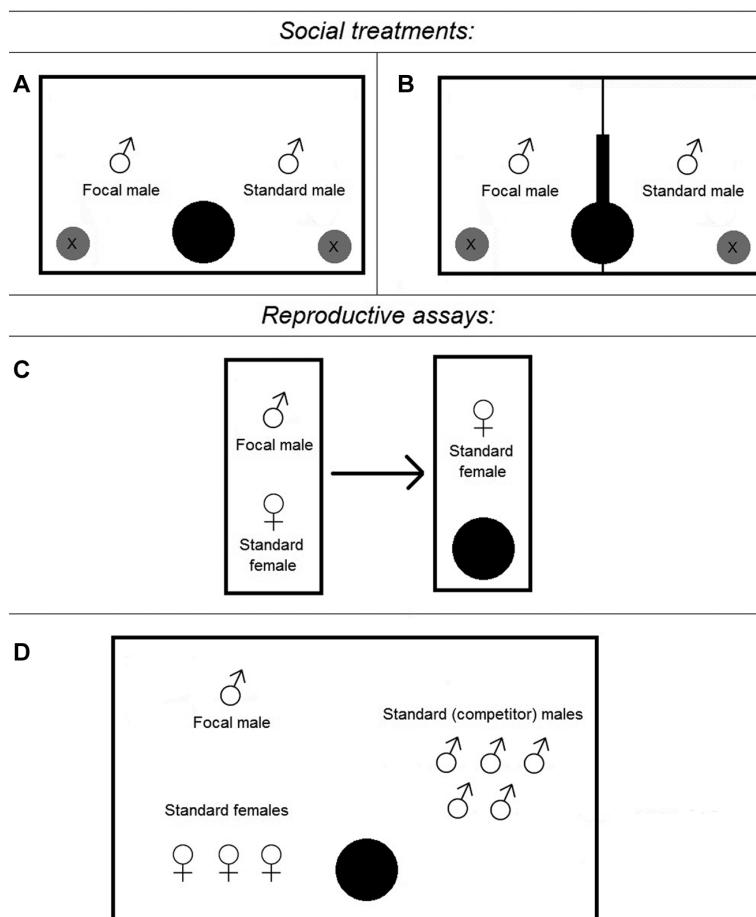 Social treatments:
A
B
Focal male
Standard male
X
X
Focal male
Standard male
X
X
Reproductive assays:
C
Focal male
Standard
female
Standard
female
D
Focal male
Standard (competitor) males
Standard females